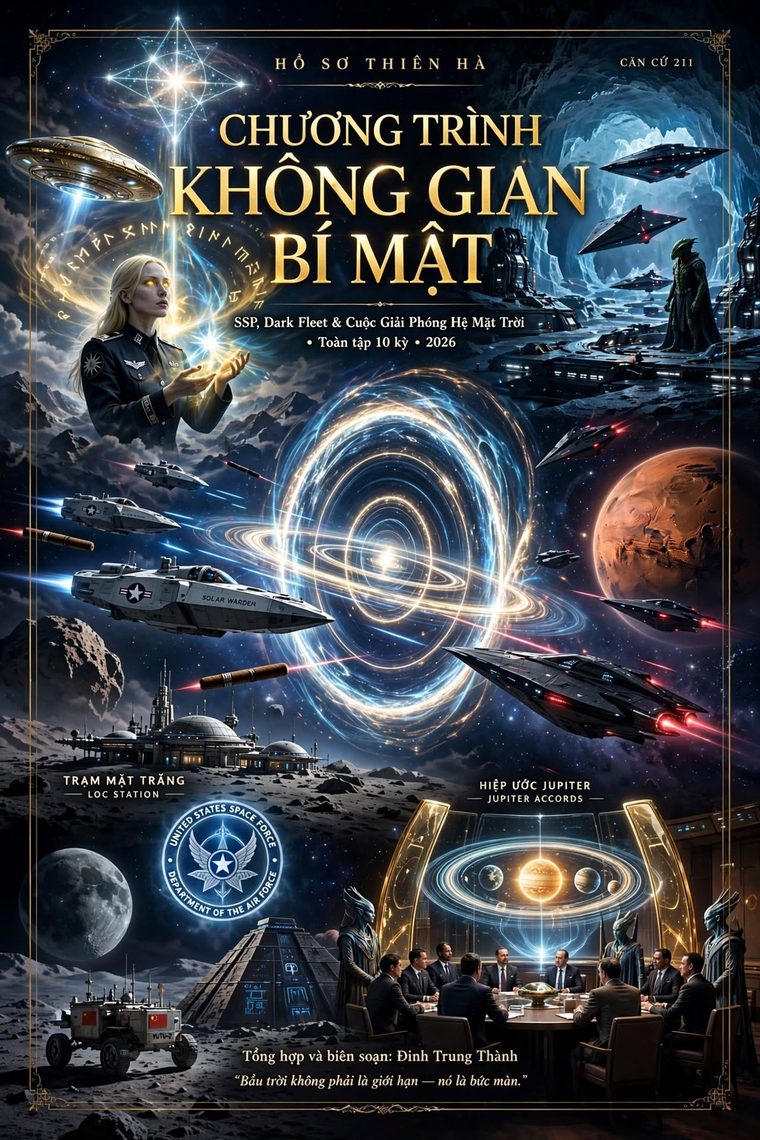 HỒ SƠ THIÊN HÀ
CĂN CỨ 211
CHƯƠNG TRÌNH
KHÔNG GIAN
BÍ MẬT
SSP, Dark Fleet & Cuộc Giải Phóng Hệ Mặt Trời
• Toàn tập 10 kỳ • 2026
SOLAR WARDEN
TRẠM MẶT TRĂNG
LOC STATION
HIỆP ƯỚC JUPITER
JUPITER ACCORDS
UNITED STATES SPACE FORCE
DEPARTMENT OF THE AIR FORCE
YUTU-2
Tổng hợp và biên soạn: Đinh Trung Thành
“Bầu trời không phải là giới hạn — nó là bức màn.”